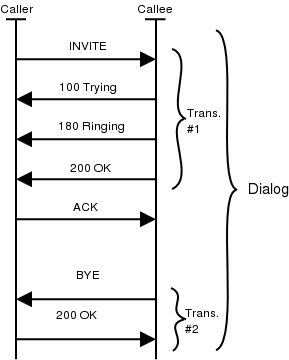 Caller Callee
INVITE
100 Trying
Trans.
#1
180 Ringing
200 OK
Dialog
ACK
BYE
200 OK
Trans.
#2